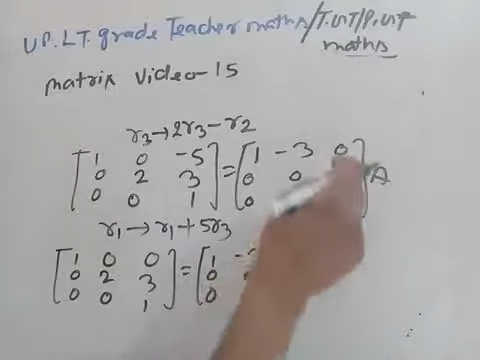 U.P. L.T. grade Teacher maths/T.G.T/P.G.T
maths
matrix video-15
r3→2r3-r2
[1 0 -5] = [1 -3 0]
[0 2 3] [0 0 A
[0 0 1] [0
r1→r1+5r3
[1 0 0] = [1 -
[0 2 3] [0
[0 0 1] [0